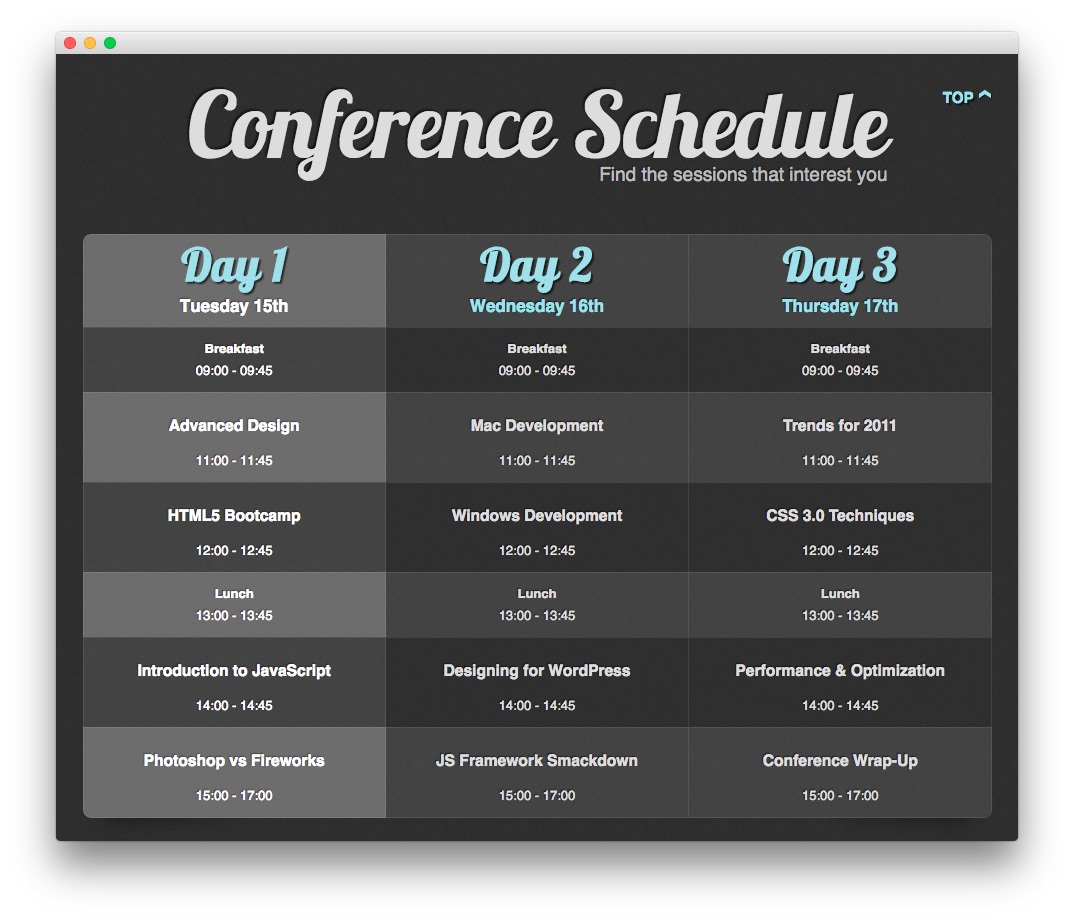 Conference Schedule
TOP
Find the sessions that interest you
Day 1
Tuesday 15th
Day 2
Wednesday 16th
Day 3
Thursday 17th
Breakfast
09:00 - 09:45
Breakfast
09:00 - 09:45
Breakfast
09:00 - 09:45
Advanced Design
11:00 - 11:45
Mac Development
11:00 - 11:45
Trends for 2011
11:00 - 11:45
HTML5 Bootcamp
12:00 - 12:45
Windows Development
12:00 - 12:45
CSS 3.0 Techniques
12:00 - 12:45
Lunch
13:00 - 13:45
Lunch
13:00 - 13:45
Lunch
13:00 - 13:45
Introduction to JavaScript
14:00 - 14:45
Designing for WordPress
14:00 - 14:45
Performance & Optimization
14:00 - 14:45
Photoshop vs Fireworks
15:00 - 17:00
JS Framework Smackdown
15:00 - 17:00
Conference Wrap-Up
15:00 - 17:00